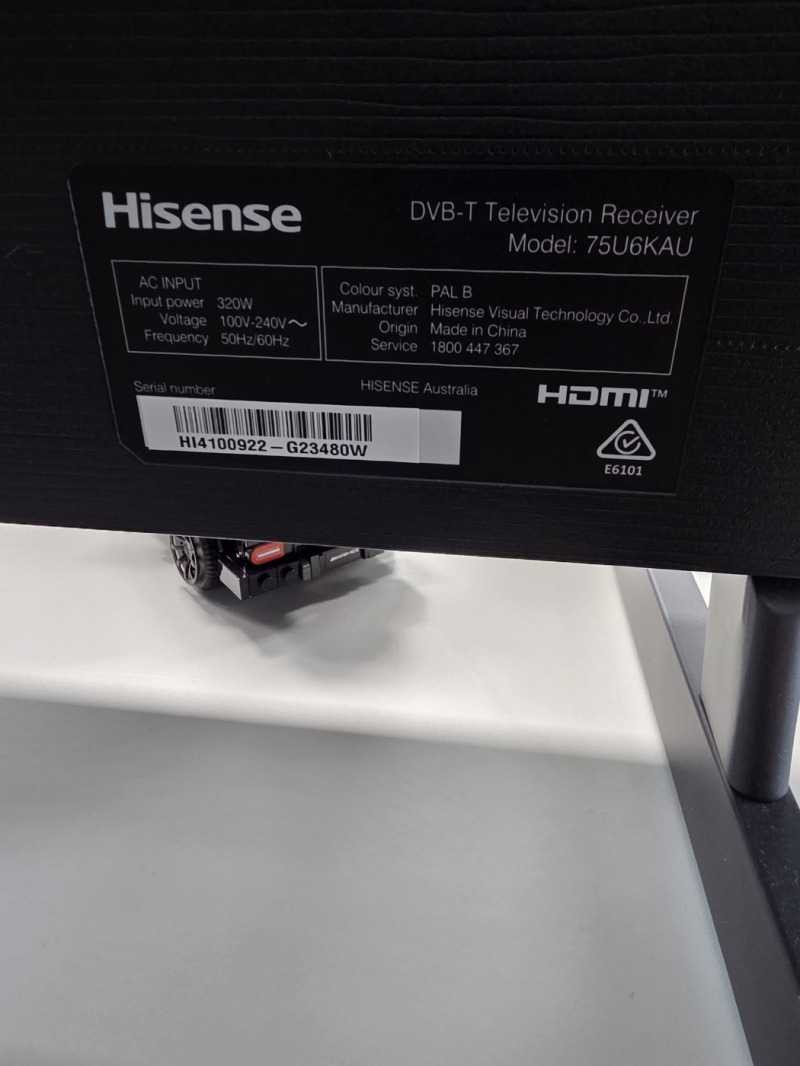 Hisense
DVB-T Television Receiver
Model: 75U6KAU
AC INPUT
Input power 320W
Voltage 100V-240V～
Frequency 50Hz/60Hz
Colour syst. PAL B
Manufacturer Hisense Visual Technology Co.,Ltd.
Origin Made in China
Service 1800 447 367
Serial number
HISENSE Australia
HDMI™
HI4100922－G23480W
E6101